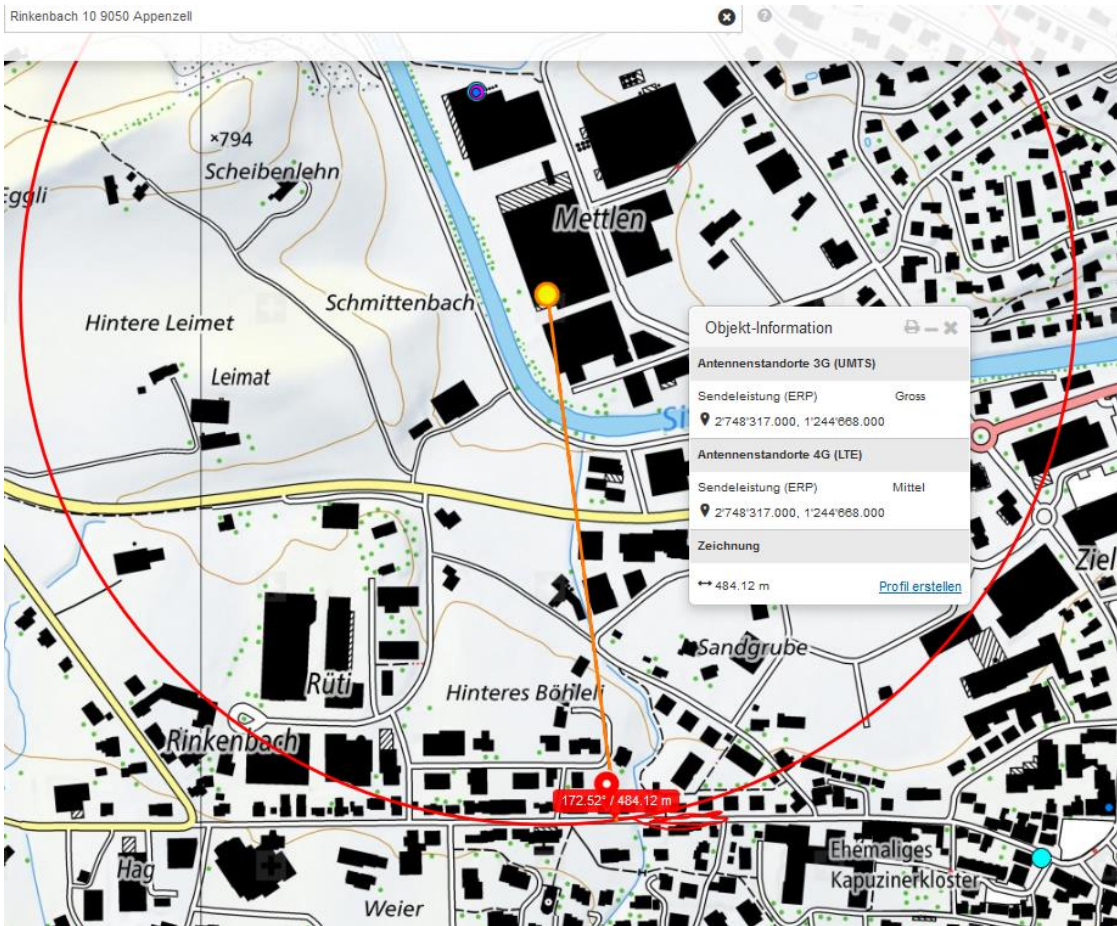 Rinkenbach 10 9050 Appenzell
×794
Scheibenlehn
Eggli
Mettlen
Schmittenbach
Hintere Leimet
Leimat
Objekt-Information
Antennenstandorte 3G (UMTS)
Sendeleistung (ERP) Gross
2'748'317.000, 1'244'668.000
Antennenstandorte 4G (LTE)
Sendeleistung (ERP) Mittel
2'748'317.000, 1'244'668.000
Zeichnung
484.12 m Profil erstellen
Si
Ziel
Sandgrube
Rüti
Hinteres Böhleli
Rinkenbach
172.52° / 484.12 m
Hag
Weier
Ehemaliges
Kapuzinerkloster